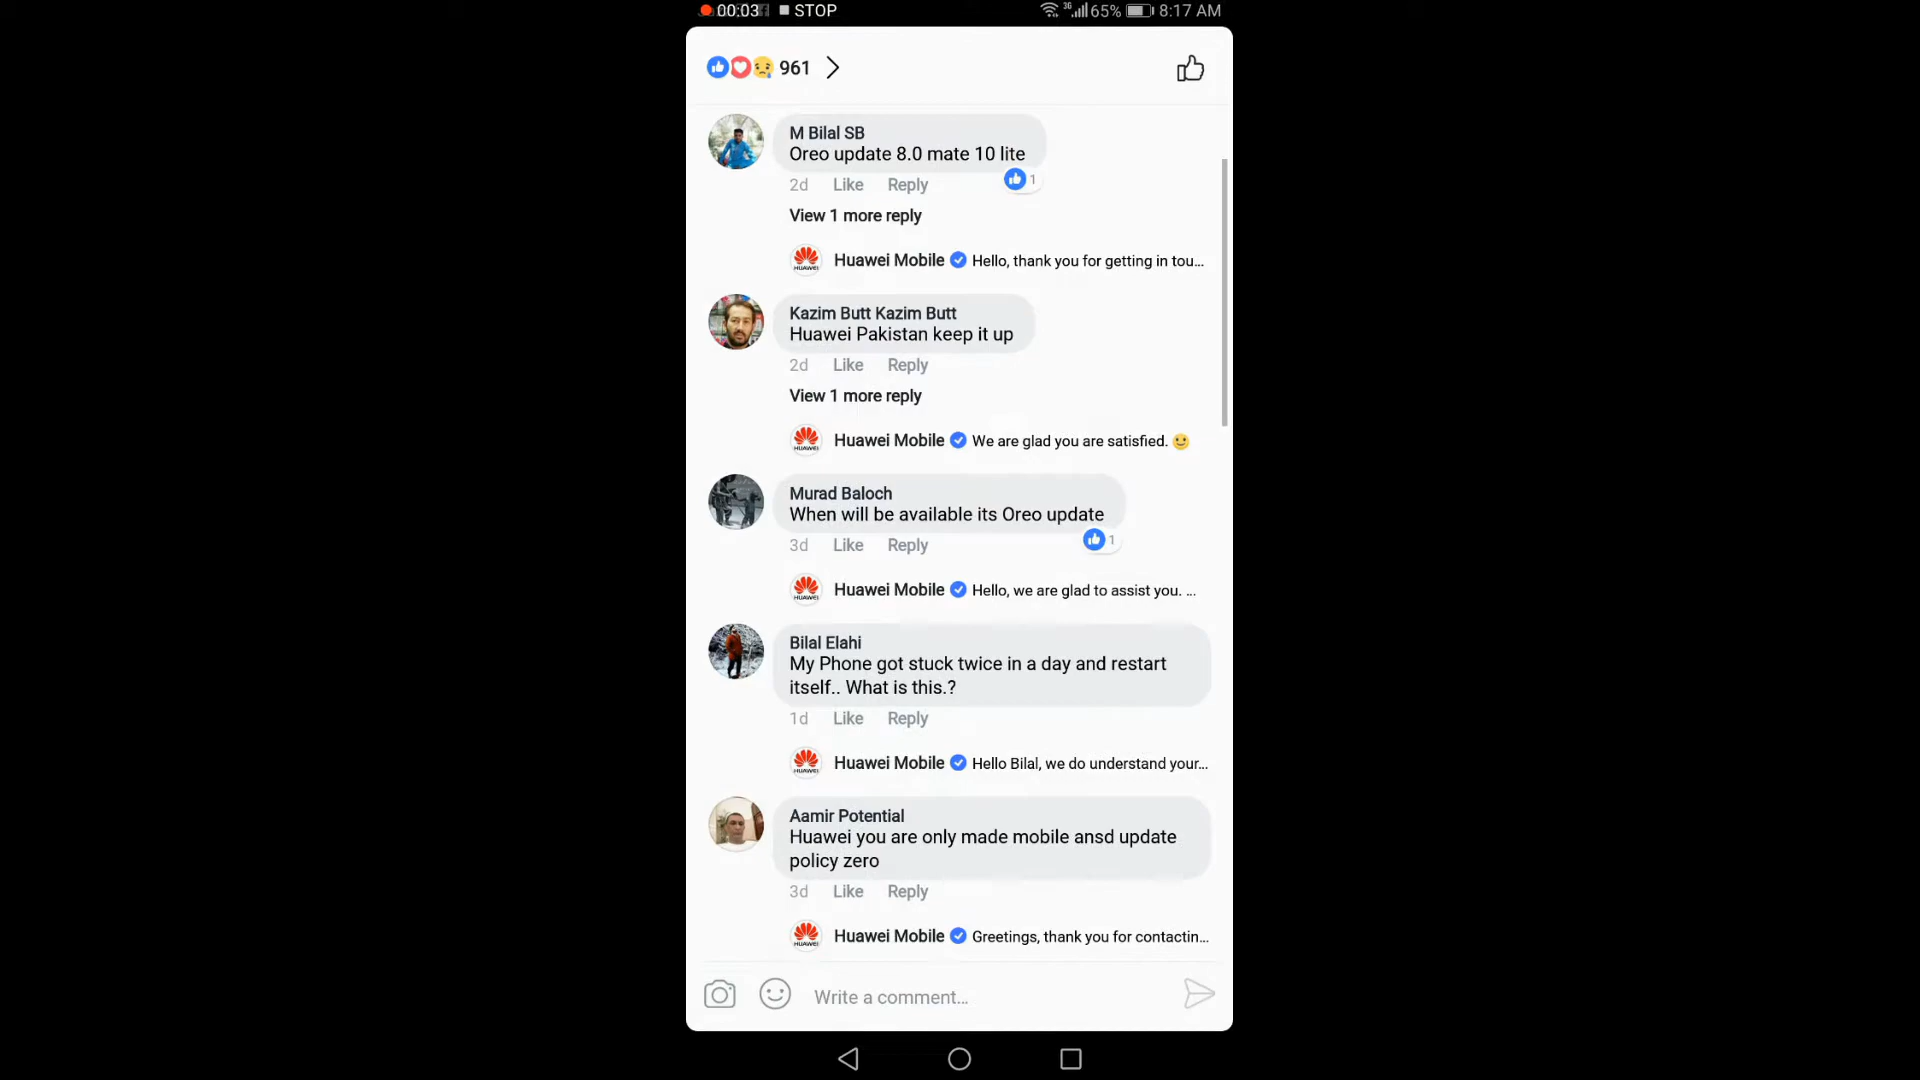 00:03 STOP 3G 65% 8:17 AM
961
M Bilal SB
Oreo update 8.0 mate 10 lite
2d Like Reply 1
View 1 more reply
HUAWEI Huawei Mobile Hello, thank you for getting in tou...
Kazim Butt Kazim Butt
Huawei Pakistan keep it up
2d Like Reply
View 1 more reply
HUAWEI Huawei Mobile We are glad you are satisfied.
Murad Baloch
When will be available its Oreo update
3d Like Reply 1
HUAWEI Huawei Mobile Hello, we are glad to assist you. ...
Bilal Elahi
My Phone got stuck twice in a day and restart
itself.. What is this.?
1d Like Reply
HUAWEI Huawei Mobile Hello Bilal, we do understand your...
Aamir Potential
Huawei you are only made mobile ansd update
policy zero
3d Like Reply
HUAWEI Huawei Mobile Greetings, thank you for contactin...
Write a comment...